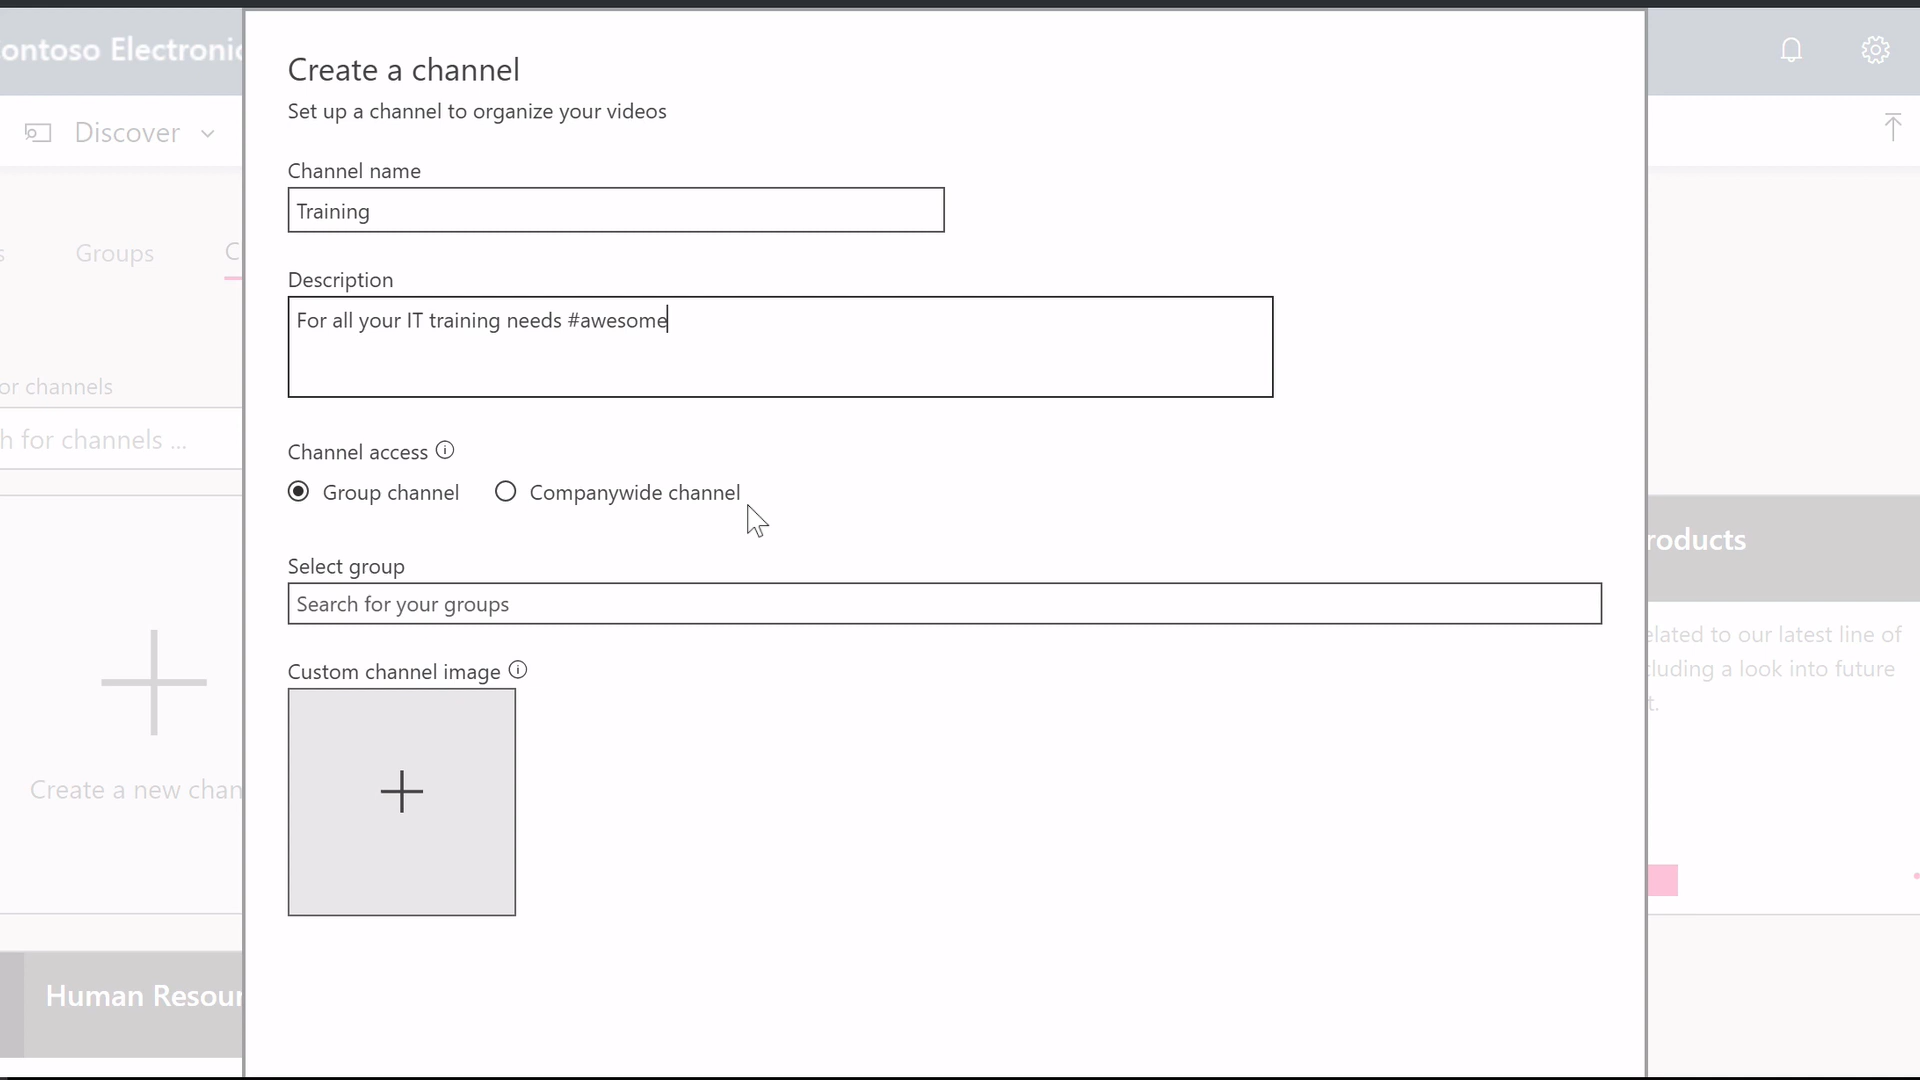 ontoso Electronic
Discover
Groups
or channels
h for channels ...
Create a new chan
Human Resour
Create a channel
Set up a channel to organize your videos
Channel name
Training
Description
For all your IT training needs #awesome
Channel access
Group channel
Companywide channel
Select group
Search for your groups
Custom channel image
roducts
elated to our latest line of
cluding a look into future
t.